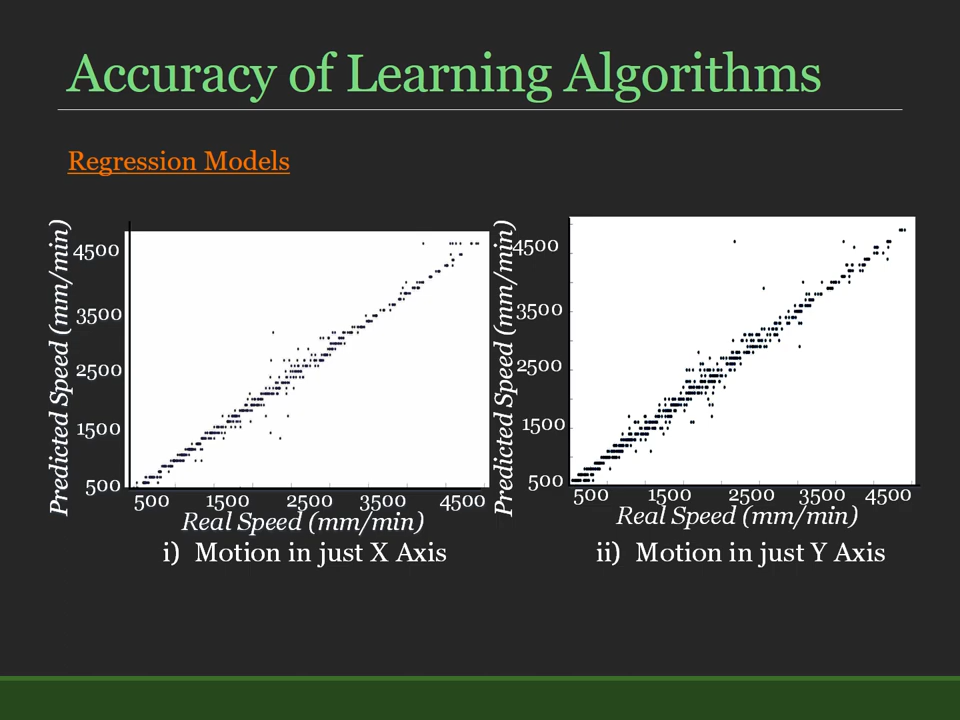 Accuracy of Learning Algorithms
Regression Models
Predicted Speed (mm/min)
4500
3500
2500
1500
500
500 1500 2500 3500 4500
Real Speed (mm/min)
i) Motion in just X Axis
Predicted Speed (mm/min)
4500
3500
2500
1500
500
500 1500 2500 3500 4500
Real Speed (mm/min)
ii) Motion in just Y Axis